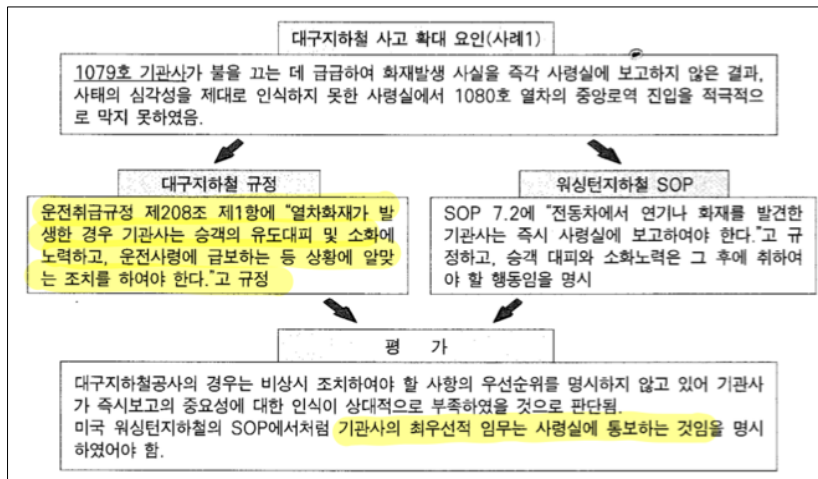 대구지하철 사고 확대 요인(사례1)
1079호 기관사가 불을 끄는 데 급급하여 화재발생 사실을 즉각 사령실에 보고하지 않은 결과,
사태의 심각성을 제대로 인식하지 못한 사령실에서 1080호 열차의 중앙로역 진입을 적극적으
로 막지 못하였음.
대구지하철 규정
운전취급규정 제208조 제1항에 "열차화재가 발
생한 경우 기관사는 승객의 유도대피 및 소화에
노력하고, 운전사령에 급보하는 등 상황에 알맞
는 조치를 하여야 한다."고 규정
워싱턴지하철 SOP
SOP 7.2에 "전동차에서 연기나 화재를 발견한
기관사는 즉시 사령실에 보고하여야 한다."고 규
정하고, 승객 대피와 소화노력은 그 후에 취하여
야 할 행동임을 명시
평 가
대구지하철공사의 경우는 비상시 조치하여야 할 사항의 우선순위를 명시하지 않고 있어 기관사
가 즉시보고의 중요성에 대한 인식이 상대적으로 부족하였을 것으로 판단됨.
미국 워싱턴지하철의 SOP에서처럼 기관사의 최우선적 임무는 사령실에 통보하는 것임을 명시
하였어야 함.